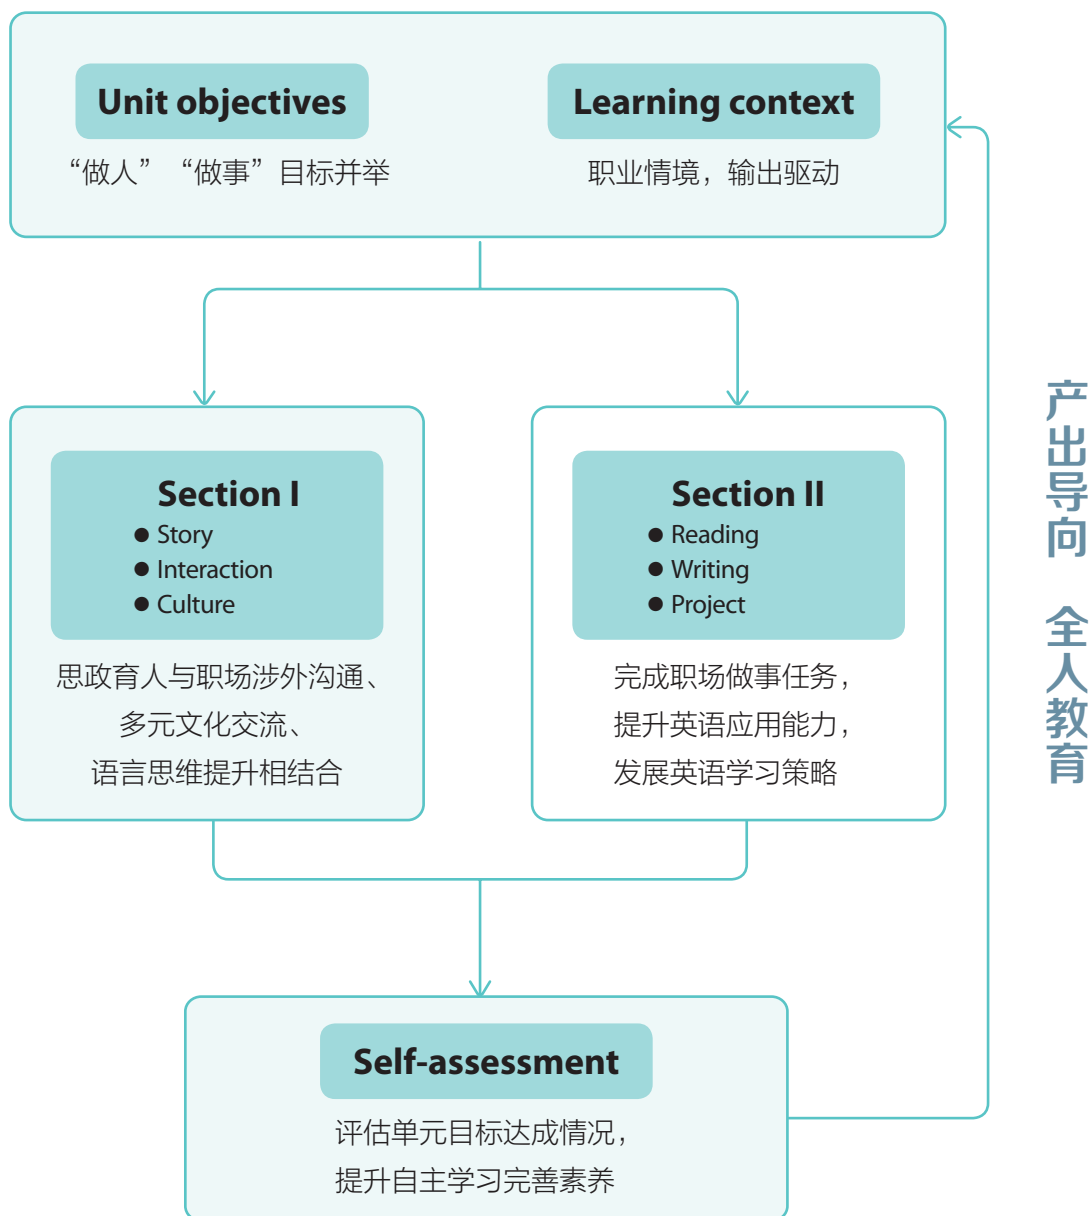 Unit objectives
“做人” “做事”目标并举
Learning context
职业情境，输出驱动
Section I
● Story
● Interaction
● Culture
思政育人与职场涉外沟通、
多元文化交流、
语言思维提升相结合
Section II
● Reading
● Writing
● Project
完成职场做事任务，
提升英语应用能力，
发展英语学习策略
Self-assessment
评估单元目标达成情况，
提升自主学习完善素养
产出导向 全人教育